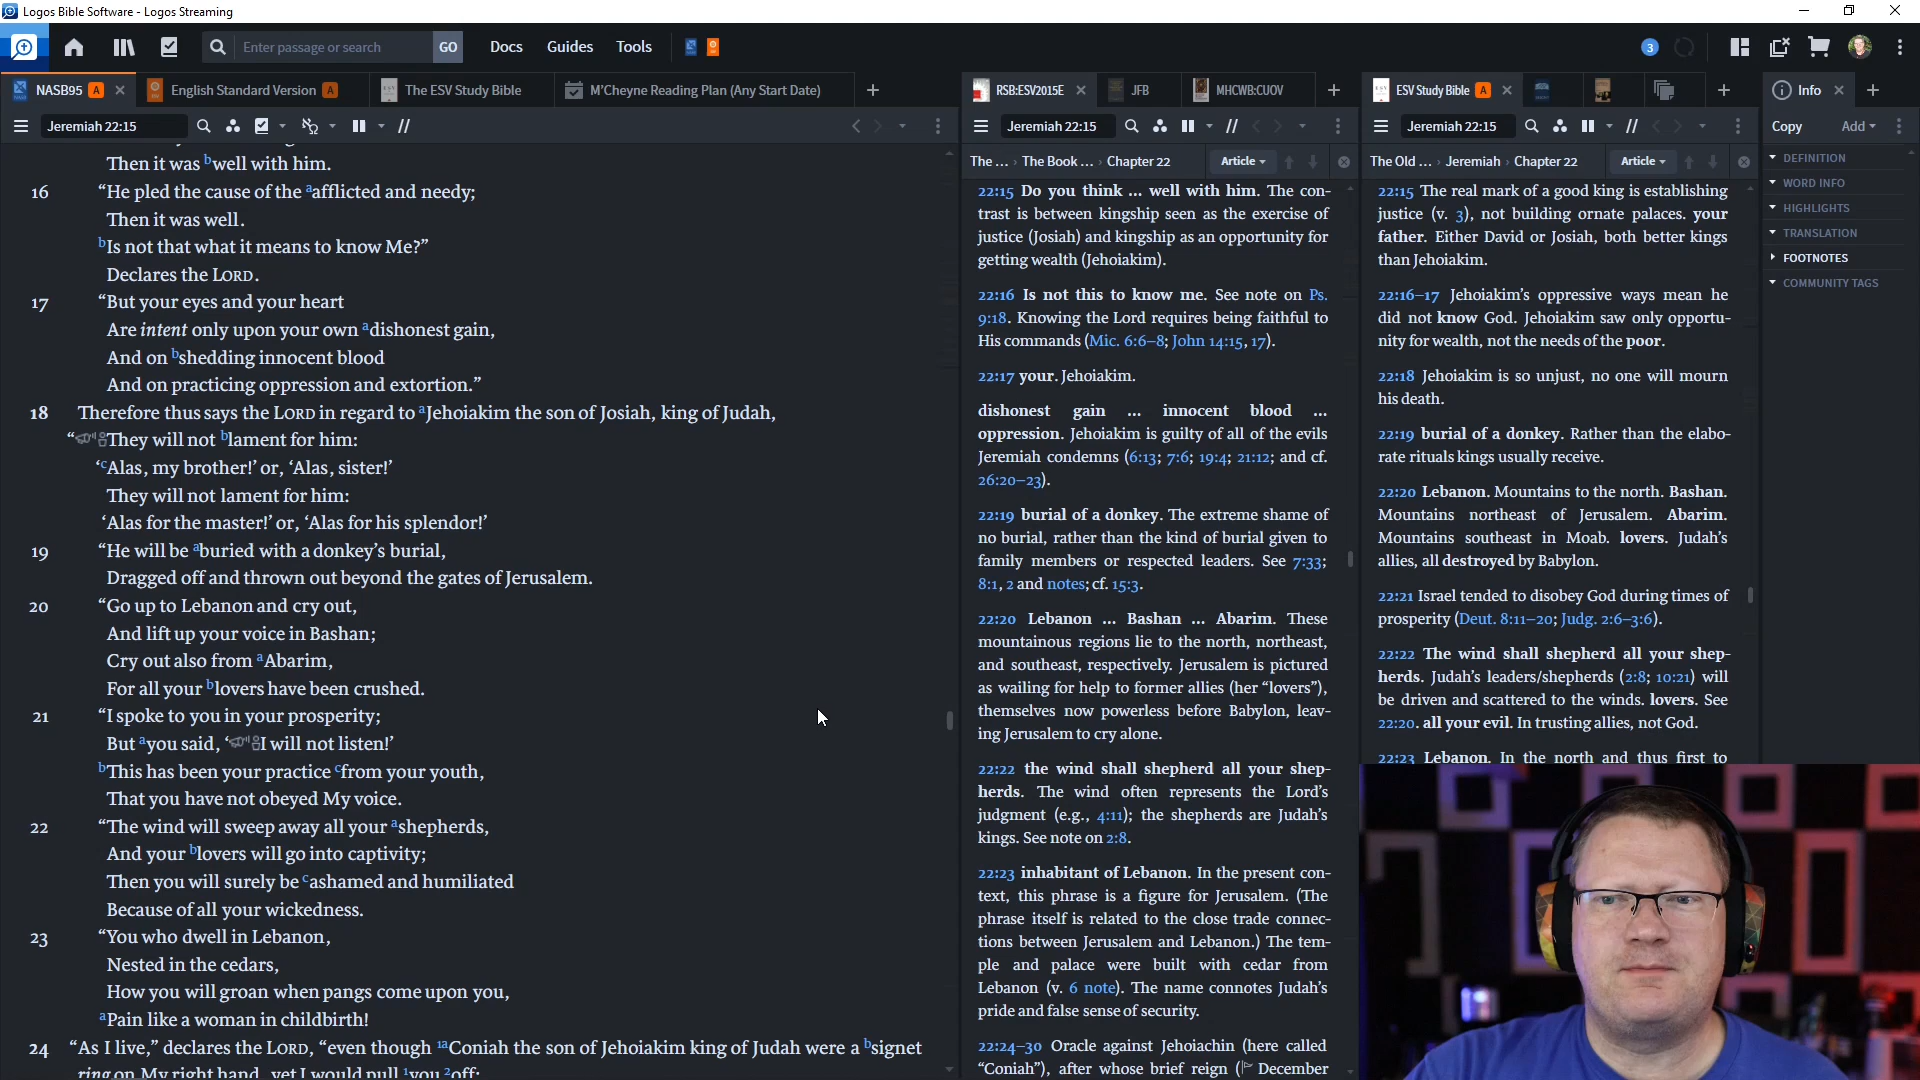 Logos Bible Software - Logos Streaming
Enter passage or search
GO
Docs
Guides
Tools
3
NASB95 A
English Standard Version A
The ESV Study Bible
M'Cheyne Reading Plan (Any Start Date)
Jeremiah 22:15
Then it was bwell with him.
16 “He pled the cause of the aafflicted and needy;
Then it was well.
bIs not that what it means to know Me?”
Declares the LORD.
17 “But your eyes and your heart
Are intent only upon your own adishonest gain,
And on bshedding innocent blood
And on practicing oppression and extortion.”
18 Therefore thus says the LORD in regard to aJehoiakim the son of Josiah, king of Judah,
“They will not blament for him:
‘cAlas, my brother!’ or, ‘Alas, sister!’
They will not lament for him:
‘Alas for the master!’ or, ‘Alas for his splendor!’
19 “He will be aburied with a donkey’s burial,
Dragged off and thrown out beyond the gates of Jerusalem.
20 “Go up to Lebanon and cry out,
And lift up your voice in Bashan;
Cry out also from aAbarim,
For all your blovers have been crushed.
21 “I spoke to you in your prosperity;
But ayou said, ‘I will not listen!’
bThis has been your practice cfrom your youth,
That you have not obeyed My voice.
22 “The wind will sweep away all your ashepherds,
And your blovers will go into captivity;
Then you will surely be cashamed and humiliated
Because of all your wickedness.
23 “You who dwell in Lebanon,
Nested in the cedars,
How you will groan when pangs come upon you,
aPain like a woman in childbirth!
24 “As I live,” declares the LORD, “even though 1aConiah the son of Jehoiakim king of Judah were a bsignet
ring on My right hand, yet I would pull 1you 2off;
RSB:ESV2015E
JFB
MHCWB:CUOV
Jeremiah 22:15
The ... › The Book ... › Chapter 22
Article
22:15 Do you think ... well with him. The con-
trast is between kingship seen as the exercise of
justice (Josiah) and kingship as an opportunity for
getting wealth (Jehoiakim).
22:16 Is not this to know me. See note on Ps.
9:18. Knowing the Lord requires being faithful to
His commands (Mic. 6:6–8; John 14:15, 17).
22:17 your. Jehoiakim.
dishonest gain ... innocent blood ...
oppression. Jehoiakim is guilty of all of the evils
Jeremiah condemns (6:13; 7:6; 19:4; 21:12; and cf.
26:20–23).
22:19 burial of a donkey. The extreme shame of
no burial, rather than the kind of burial given to
family members or respected leaders. See 7:33;
8:1, 2 and notes; cf. 15:3.
22:20 Lebanon ... Bashan ... Abarim. These
mountainous regions lie to the north, northeast,
and southeast, respectively. Jerusalem is pictured
as wailing for help to former allies (her “lovers”),
themselves now powerless before Babylon, leav-
ing Jerusalem to cry alone.
22:22 the wind shall shepherd all your shep-
herds. The wind often represents the Lord’s
judgment (e.g., 4:11); the shepherds are Judah’s
kings. See note on 2:8.
22:23 inhabitant of Lebanon. In the present con-
text, this phrase is a figure for Jerusalem. (The
phrase itself is related to the close trade connec-
tions between Jerusalem and Lebanon.) The tem-
ple and palace were built with cedar from
Lebanon (v. 6 note). The name connotes Judah’s
pride and false sense of security.
22:24–30 Oracle against Jehoiachin (here called
“Coniah”), after whose brief reign (December
ESV Study Bible A
Jeremiah 22:15
The Old ... › Jeremiah › Chapter 22
Article
22:15 The real mark of a good king is establishing
justice (v. 3), not building ornate palaces. your
father. Either David or Josiah, both better kings
than Jehoiakim.
22:16–17 Jehoiakim’s oppressive ways mean he
did not know God. Jehoiakim saw only opportu-
nity for wealth, not the needs of the poor.
22:18 Jehoiakim is so unjust, no one will mourn
his death.
22:19 burial of a donkey. Rather than the elabo-
rate rituals kings usually receive.
22:20 Lebanon. Mountains to the north. Bashan.
Mountains northeast of Jerusalem. Abarim.
Mountains southeast in Moab. lovers. Judah’s
allies, all destroyed by Babylon.
22:21 Israel tended to disobey God during times of
prosperity (Deut. 8:11–20; Judg. 2:6–3:6).
22:22 The wind shall shepherd all your shep-
herds. Judah’s leaders/shepherds (2:8; 10:21) will
be driven and scattered to the winds. lovers. See
22:20. all your evil. In trusting allies, not God.
22:23 Lebanon. In the north and thus first to
Info
Copy
Add
DEFINITION
WORD INFO
HIGHLIGHTS
TRANSLATION
FOOTNOTES
COMMUNITY TAGS